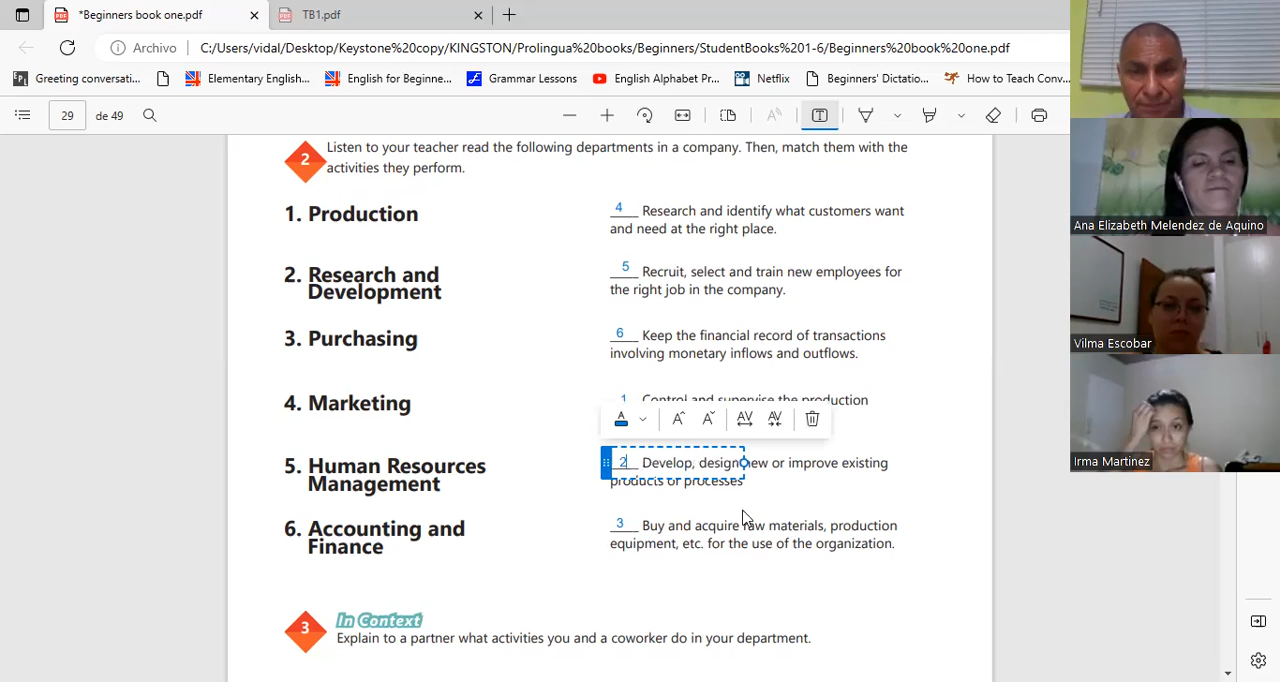 *Beginners book one.pdf
TB1.pdf
Archivo
C:/Users/vidal/Desktop/Keystone%20copy/KINGSTON/Prolingua%20books/Beginners/StudentBooks%201-6/Beginners%20book%20one.pdf
Greeting conversati...
Elementary English...
English for Beginne...
Grammar Lessons
English Alphabet Pr...
Netflix
Beginners' Dictatio...
How to Teach Conv...
29
de 49
2
Listen to your teacher read the following departments in a company. Then, match them with the
activities they perform.
1. Production
4 Research and identify what customers want
and need at the right place.
2. Research and
Development
5 Recruit, select and train new employees for
the right job in the company.
3. Purchasing
6 Keep the financial record of transactions
involving monetary inflows and outflows.
4. Marketing
1 Control and supervise the production
5. Human Resources
Management
2 Develop, design new or improve existing
products or processes
6. Accounting and
Finance
3 Buy and acquire raw materials, production
equipment, etc. for the use of the organization.
3
In Context
Explain to a partner what activities you and a coworker do in your department.
Ana Elizabeth Melendez de Aquino
Vilma Escobar
Irma Martinez